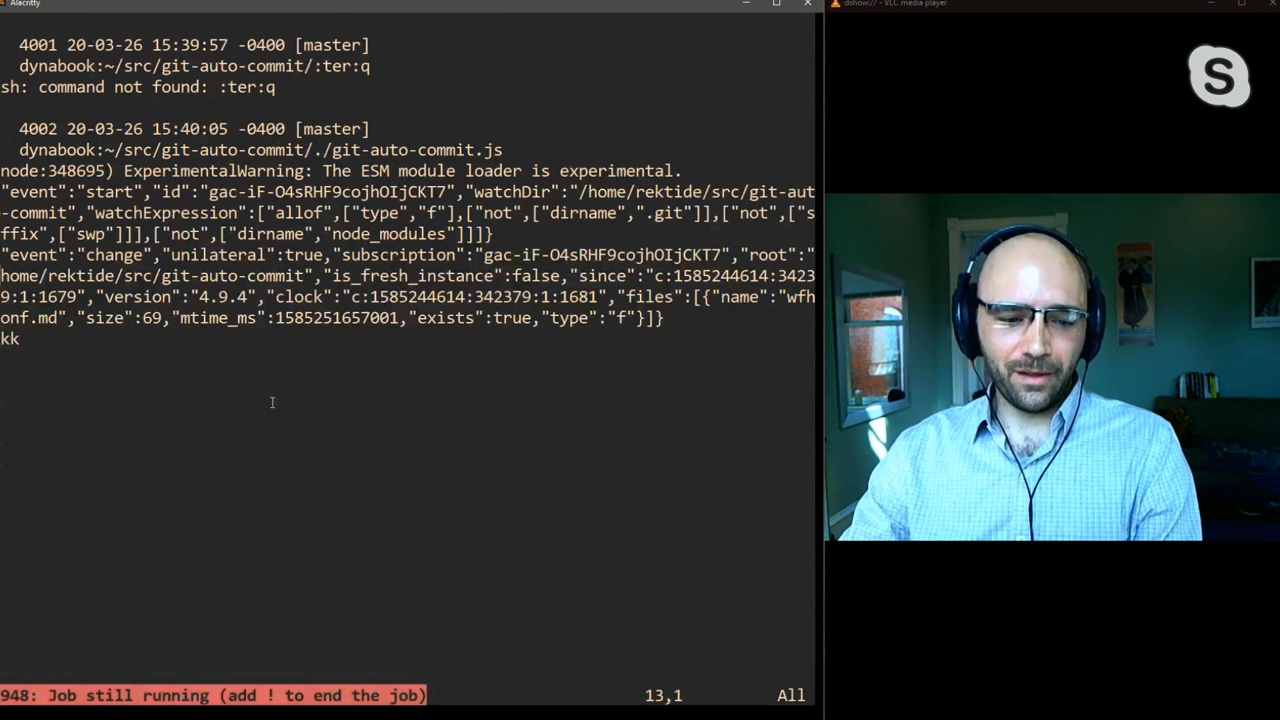 Alacritty
dshow:// - VLC media player
S
4001 20-03-26 15:39:57 -0400 [master]
dynabook:~/src/git-auto-commit/:ter:q
sh: command not found: :ter:q
4002 20-03-26 15:40:05 -0400 [master]
dynabook:~/src/git-auto-commit/./git-auto-commit.js
node:348695) ExperimentalWarning: The ESM module loader is experimental.
"event":"start","id":"gac-iF-O4sRHF9cojhOIjCKT7","watchDir":"/home/rektide/src/git-aut
-commit","watchExpression":["allof",["type","f"],["not",["dirname",".git"]],["not",["s
ffix",["swp"]]],["not",["dirname","node_modules"]]]}
"event":"change","unilateral":true,"subscription":"gac-iF-O4sRHF9cojhOIjCKT7","root":"
home/rektide/src/git-auto-commit","is_fresh_instance":false,"since":"c:1585244614:3423
9:1:1679","version":"4.9.4","clock":"c:1585244614:342379:1:1681","files":[{"name":"wfh
onf.md","size":69,"mtime_ms":1585251657001,"exists":true,"type":"f"}]}
kk
948: Job still running (add ! to end the job)
13,1
All